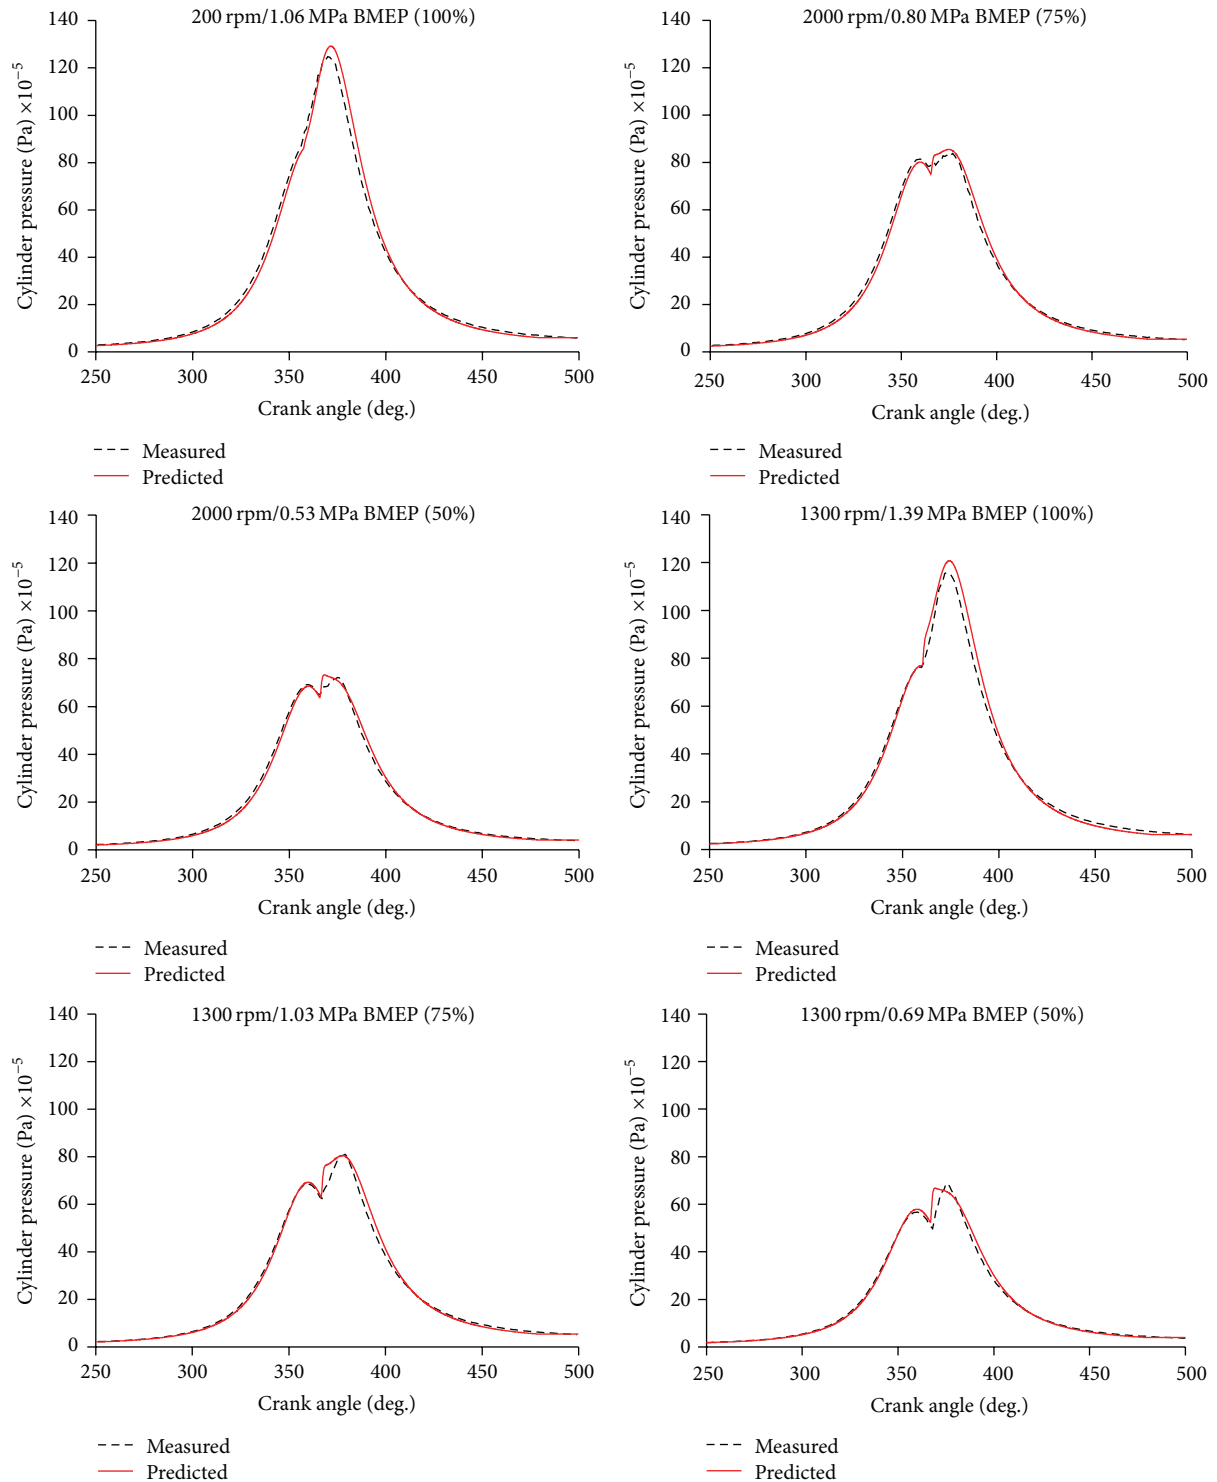 200 rpm/1.06 MPa BMEP (100%)
140
120
100
80
60
40
20
0
Cylinder pressure (Pa) ×10⁻⁵
250 300 350 400 450 500
Crank angle (deg.)
Measured
Predicted
2000 rpm/0.80 MPa BMEP (75%)
140
120
100
80
60
40
20
0
Cylinder pressure (Pa) ×10⁻⁵
250 300 350 400 450 500
Crank angle (deg.)
Measured
Predicted
2000 rpm/0.53 MPa BMEP (50%)
140
120
100
80
60
40
20
0
Cylinder pressure (Pa) ×10⁻⁵
250 300 350 400 450 500
Crank angle (deg.)
Measured
Predicted
1300 rpm/1.39 MPa BMEP (100%)
140
120
100
80
60
40
20
0
Cylinder pressure (Pa) ×10⁻⁵
250 300 350 400 450 500
Crank angle (deg.)
Measured
Predicted
1300 rpm/1.03 MPa BMEP (75%)
140
120
100
80
60
40
20
0
Cylinder pressure (Pa) ×10⁻⁵
250 300 350 400 450 500
Crank angle (deg.)
Measured
Predicted
1300 rpm/0.69 MPa BMEP (50%)
140
120
100
80
60
40
20
0
Cylinder pressure (Pa) ×10⁻⁵
250 300 350 400 450 500
Crank angle (deg.)
Measured
Predicted